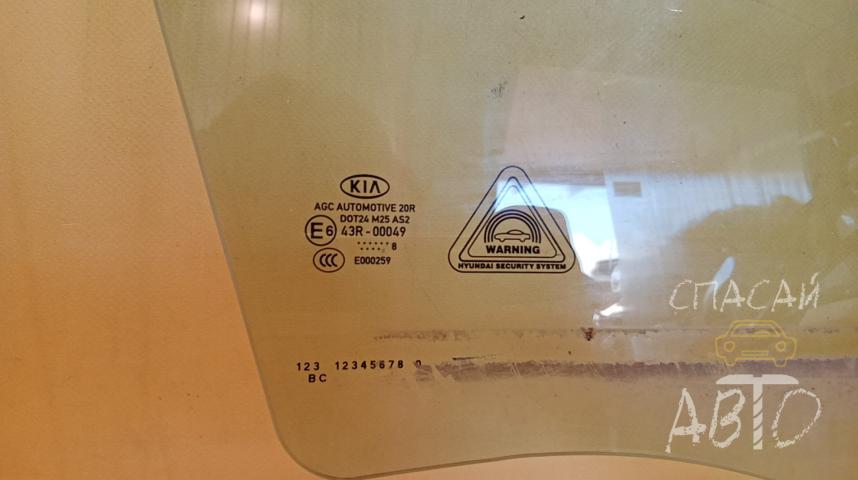 KIA
AGC AUTOMOTIVE 20R
DOT24 M25 AS2
E6 43R-00049
8
CCC E000259
WARNING
HYUNDAI SECURITY SYSTEM
123 12345678 0
BC
СПАСАЙ
АВТО